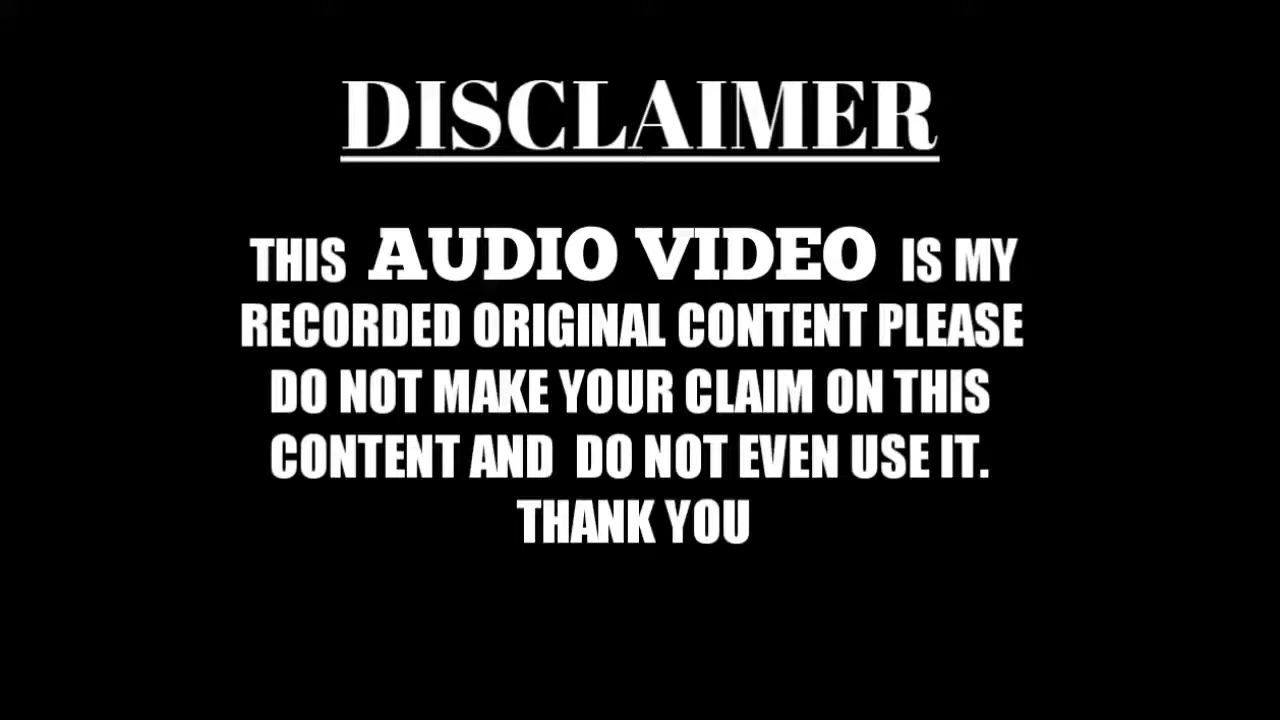 DISCLAIMER
THIS AUDIO VIDEO IS MY
RECORDED ORIGINAL CONTENT PLEASE
DO NOT MAKE YOUR CLAIM ON THIS
CONTENT AND DO NOT EVEN USE IT.
THANK YOU